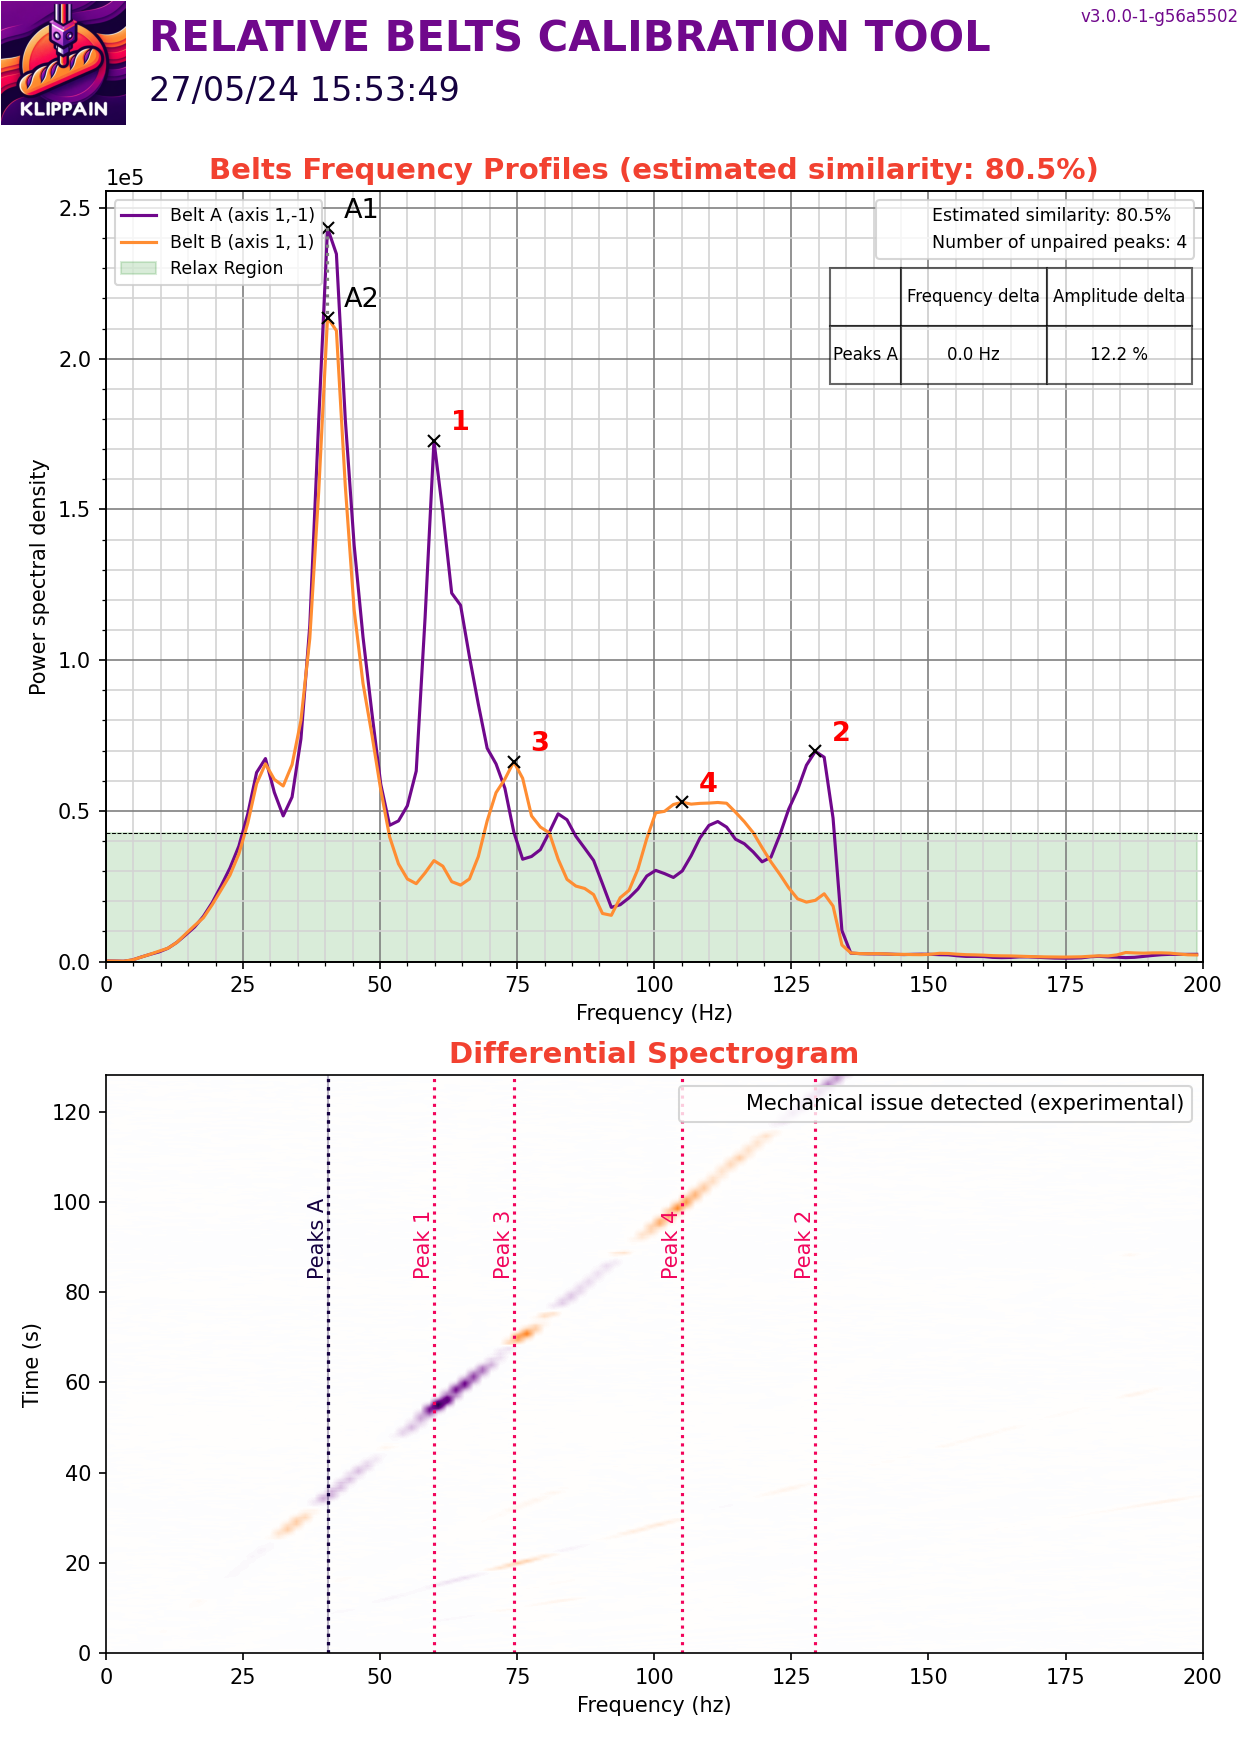 KLIPPAIN
RELATIVE BELTS CALIBRATION TOOL
v3.0.0-1-g56a5502
27/05/24 15:53:49
Belts Frequency Profiles (estimated similarity: 80.5%)
1e5
Belt A (axis 1,-1)
Belt B (axis 1, 1)
Relax Region
Estimated similarity: 80.5%
Number of unpaired peaks: 4
Frequency delta Amplitude delta
Peaks A 0.0 Hz 12.2 %
A1
A2
1
2
3
4
Power spectral density
2.5
2.0
1.5
1.0
0.5
0.0
0 25 50 75 100 125 150 175 200
Frequency (Hz)
Differential Spectrogram
Mechanical issue detected (experimental)
Peaks A
Peak 1
Peak 3
Peak 4
Peak 2
Time (s)
120
100
80
60
40
20
0
0 25 50 75 100 125 150 175 200
Frequency (hz)